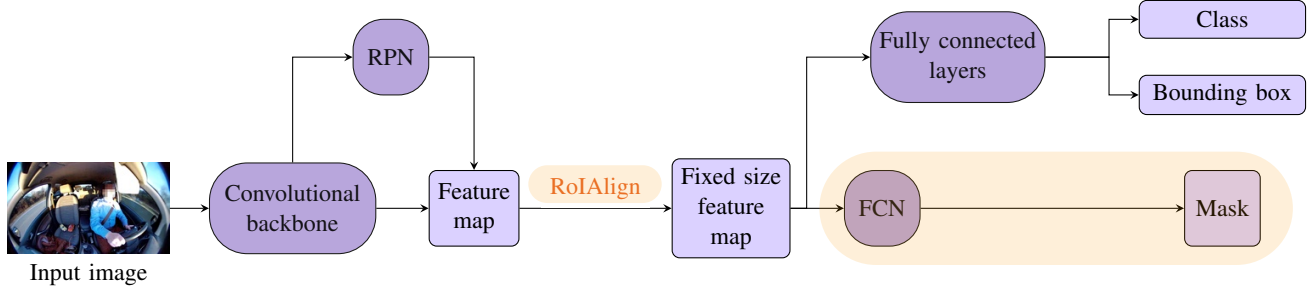 RPN
Fully connected
layers
Class
Bounding box
Input image
Convolutional
backbone
Feature
map
RoIAlign
Fixed size
feature
map
FCN
Mask